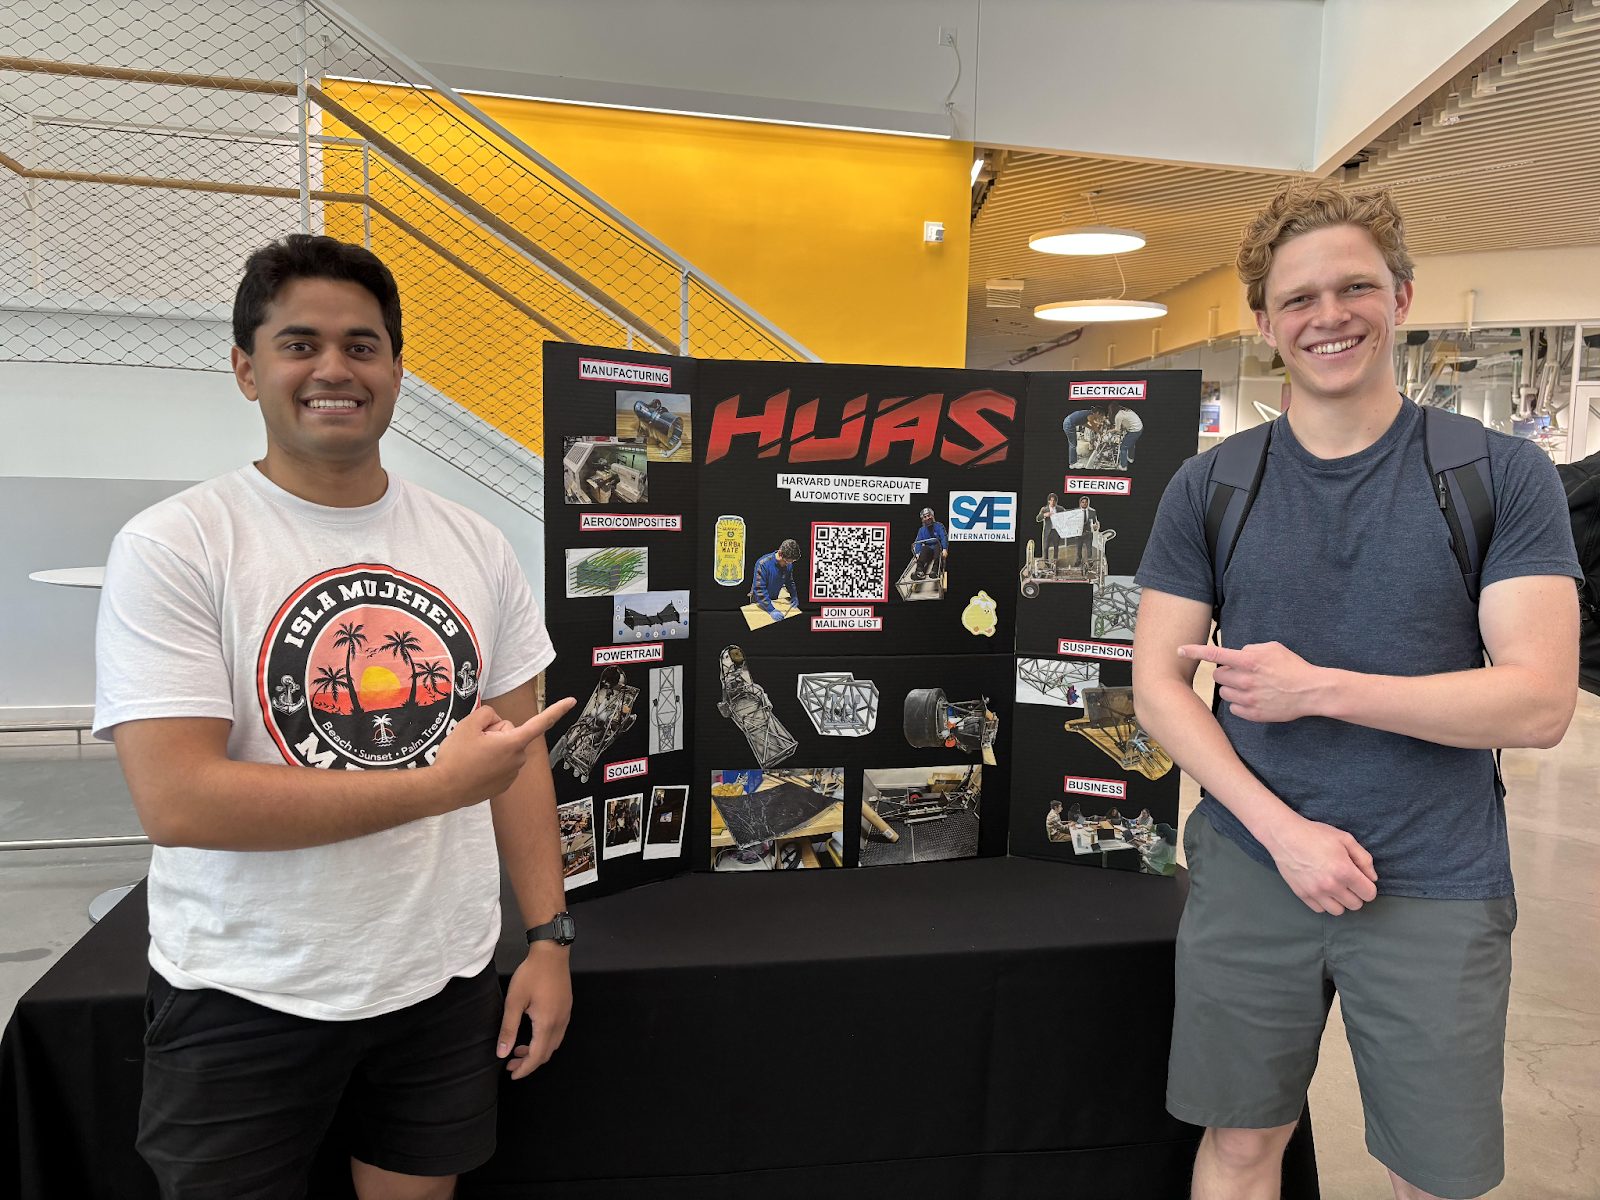 MANUFACTURING
AERO/COMPOSITES
POWERTRAIN
SOCIAL
HUAS
HARVARD UNDERGRADUATE
AUTOMOTIVE SOCIETY
SAE
INTERNATIONAL
YERBA
MATE
JOIN OUR
MAILING LIST
ELECTRICAL
STEERING
SUSPENSION
BUSINESS
ISLA MUJERES
Beach • Sunset • Palm Trees